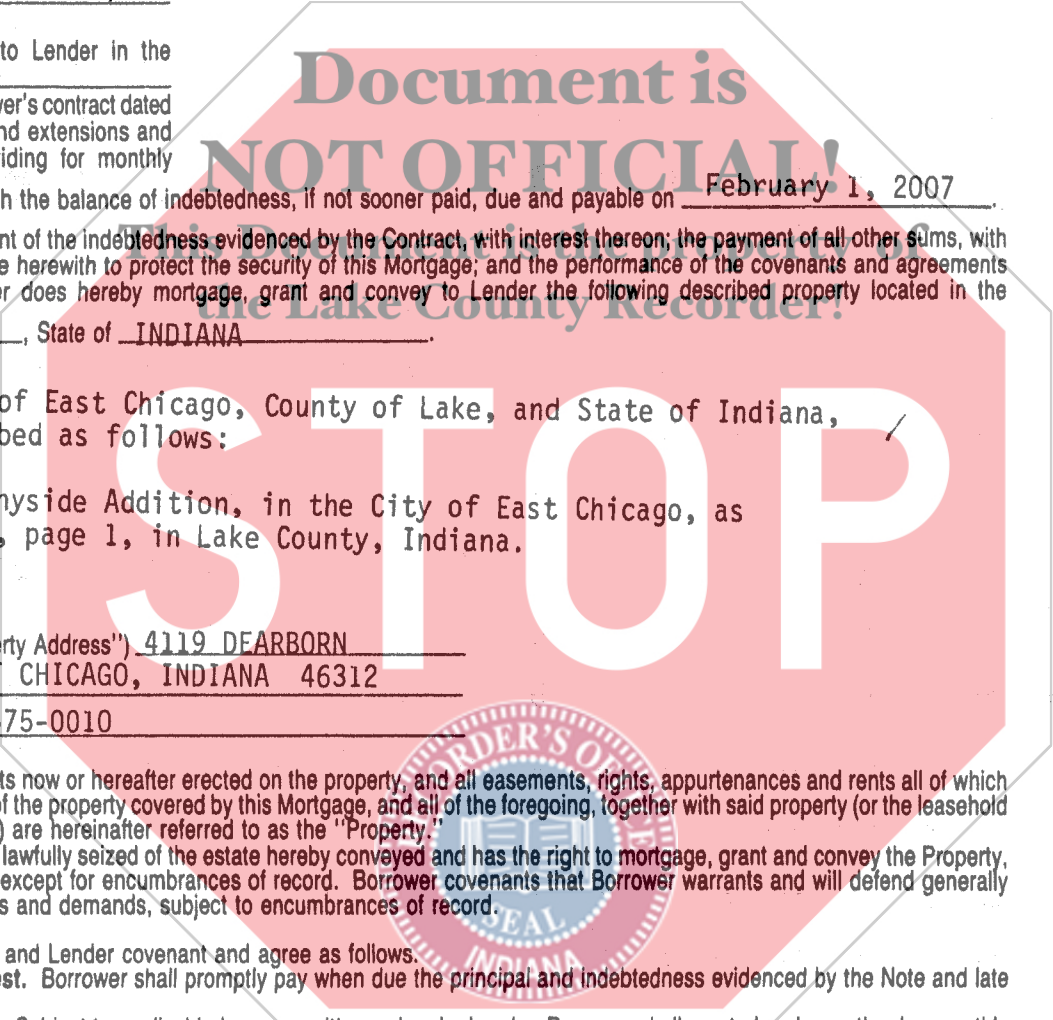 to Lender in the
Document is
ver's contract dated
nd extensions and
NOT OFFICIAL!
iding for monthly
h the balance of indebtedness, if not sooner paid, due and payable on February 1, 2007.
This Document is the property of
nt of the indebtedness evidenced by the Contract, with interest thereon; the payment of all other sums, with
e herewith to protect the security of this Mortgage; and the performance of the covenants and agreements
er does hereby mortgage, grant and convey to Lender the following described property located in the
the Lake County Recorder!
, State of INDIANA.
of East Chicago, County of Lake, and State of Indiana,
bed as follows:
STOP
nyside Addition, in the City of East Chicago, as
, page 1, in Lake County, Indiana.
rty Address") 4119 DEARBORN
CHICAGO, INDIANA 46312
75-0010
RECORDER'S OFFICE
ts now or hereafter erected on the property, and all easements, rights, appurtenances and rents all of which
of the property covered by this Mortgage, and all of the foregoing, together with said property (or the leasehold
) are hereinafter referred to as the "Property."
lawfully seized of the estate hereby conveyed and has the right to mortgage, grant and convey the Property,
except for encumbrances of record. Borrower covenants that Borrower warrants and will defend generally
s and demands, subject to encumbrances of record.
SEAL
INDIANA
and Lender covenant and agree as follows.
est. Borrower shall promptly pay when due the principal and indebtedness evidenced by the Note and late